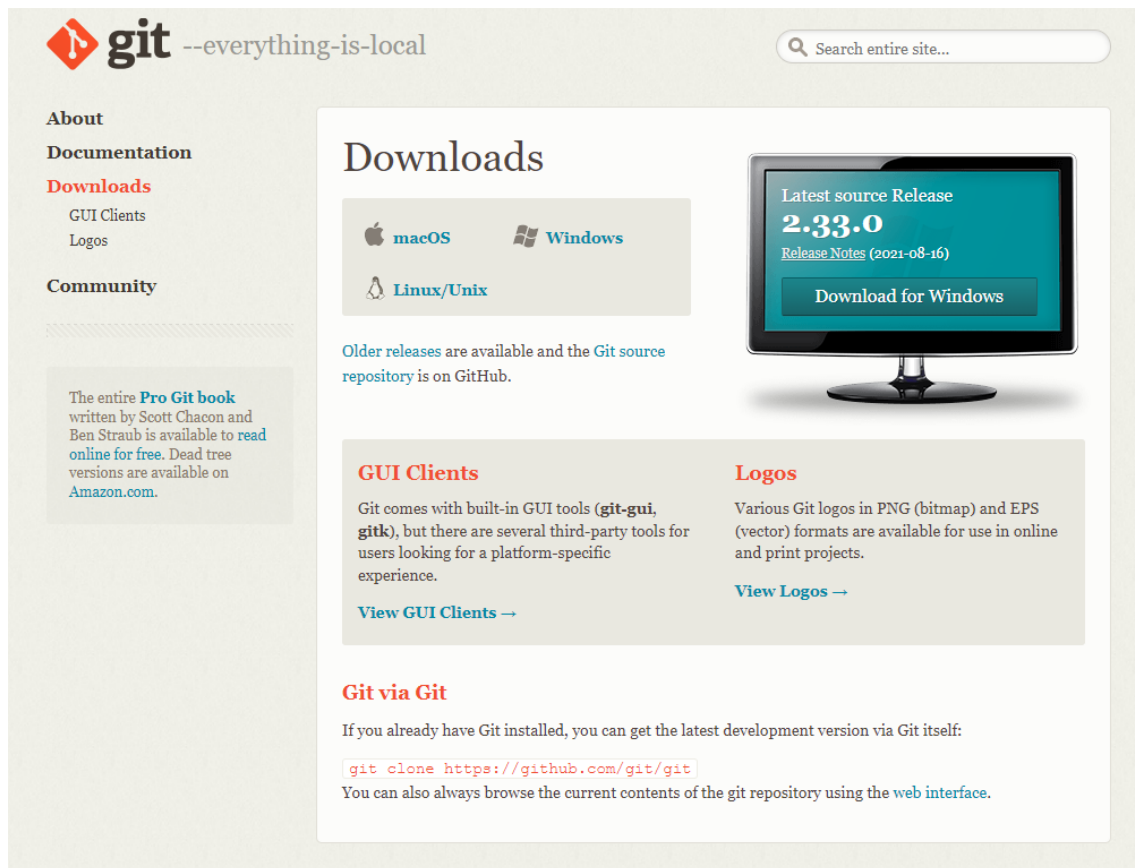 git --everything-is-local
Search entire site...
About
Documentation
Downloads
GUI Clients
Logos
Community
The entire Pro Git book
written by Scott Chacon and
Ben Straub is available to read
online for free. Dead tree
versions are available on
Amazon.com.
Downloads
macOS
Windows
Linux/Unix
Older releases are available and the Git source
repository is on GitHub.
Latest source Release
2.33.0
Release Notes (2021-08-16)
Download for Windows
GUI Clients
Git comes with built-in GUI tools (git-gui,
gitk), but there are several third-party tools for
users looking for a platform-specific
experience.
View GUI Clients →
Logos
Various Git logos in PNG (bitmap) and EPS
(vector) formats are available for use in online
and print projects.
View Logos →
Git via Git
If you already have Git installed, you can get the latest development version via Git itself:
git clone https://github.com/git/git
You can also always browse the current contents of the git repository using the web interface.